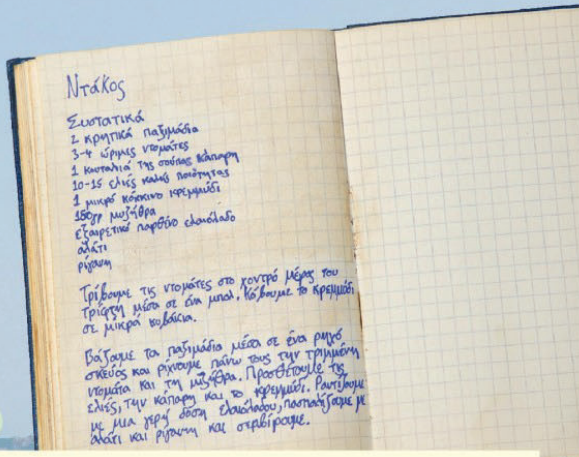 Ντάκος
Συστατικά
2 κρητικά παξιμάδια
3-4 ώριμες ντομάτες
1 κουταλιά της σούπας κάπαρη
10-15 ελιές καλής ποιότητας
1 μικρό κόκκινο κρεμμύδι
180γρ μυζήθρα
εξαιρετικό παρθένο ελαιόλαδο
αλάτι
ρίγανη
Τρίβουμε τις ντομάτες στο χοντρό μέρος του
τρίφτη μέσα σε ένα μπολ. Κόβουμε το κρεμμύδι
σε μικρά κυβάκια.
Βάζουμε τα παξιμάδια μέσα σε ένα ρηχό
σκεύος και ρίχνουμε πάνω τους την τριμμένη
ντομάτα και τη μυζήθρα. Προσθέτουμε τις
ελιές, την κάπαρη και το κρεμμύδι. Ραντίζουμε
με μια γερή δόση ελαιόλαδου, πασπαλίζουμε με
αλάτι και ρίγανη και σερβίρουμε.